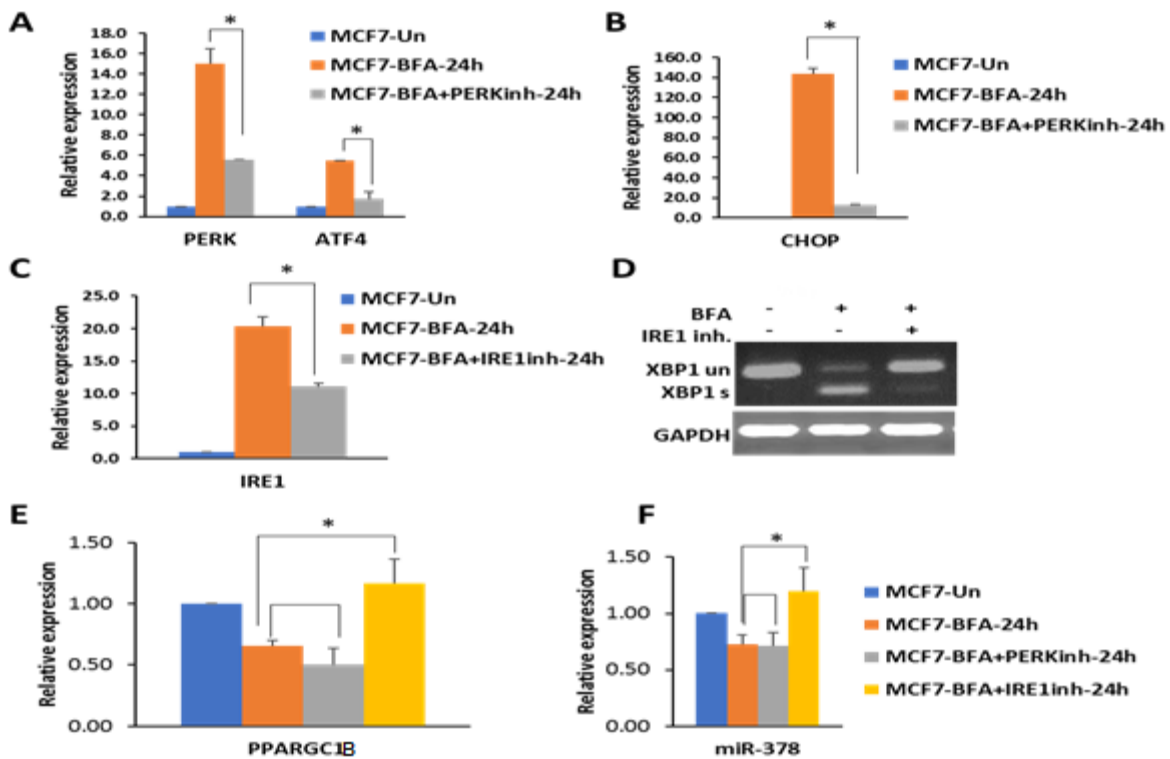 A
Relative expression
18.0
16.0
14.0
12.0
10.0
8.0
6.0
4.0
2.0
0.0
*
*
PERK
ATF4
MCF7-Un
MCF7-BFA-24h
MCF7-BFA+PERKinh-24h
B
Relative expression
160.0
140.0
120.0
100.0
80.0
60.0
40.0
20.0
0.0
*
CHOP
MCF7-Un
MCF7-BFA-24h
MCF7-BFA+PERKinh-24h
C
Relative expression
25.0
20.0
15.0
10.0
5.0
0.0
*
IRE1
MCF7-Un
MCF7-BFA-24h
MCF7-BFA+IRE1inh-24h
D
BFA - + +
IRE1 inh. - - +
XBP1 un
XBP1 s
GAPDH
E
Relative expression
1.50
1.00
0.50
0.00
*
PPARGC1B
F
Relative expression
1.50
1.00
0.50
0.00
*
miR-378
MCF7-Un
MCF7-BFA-24h
MCF7-BFA+PERKinh-24h
MCF7-BFA+IRE1inh-24h